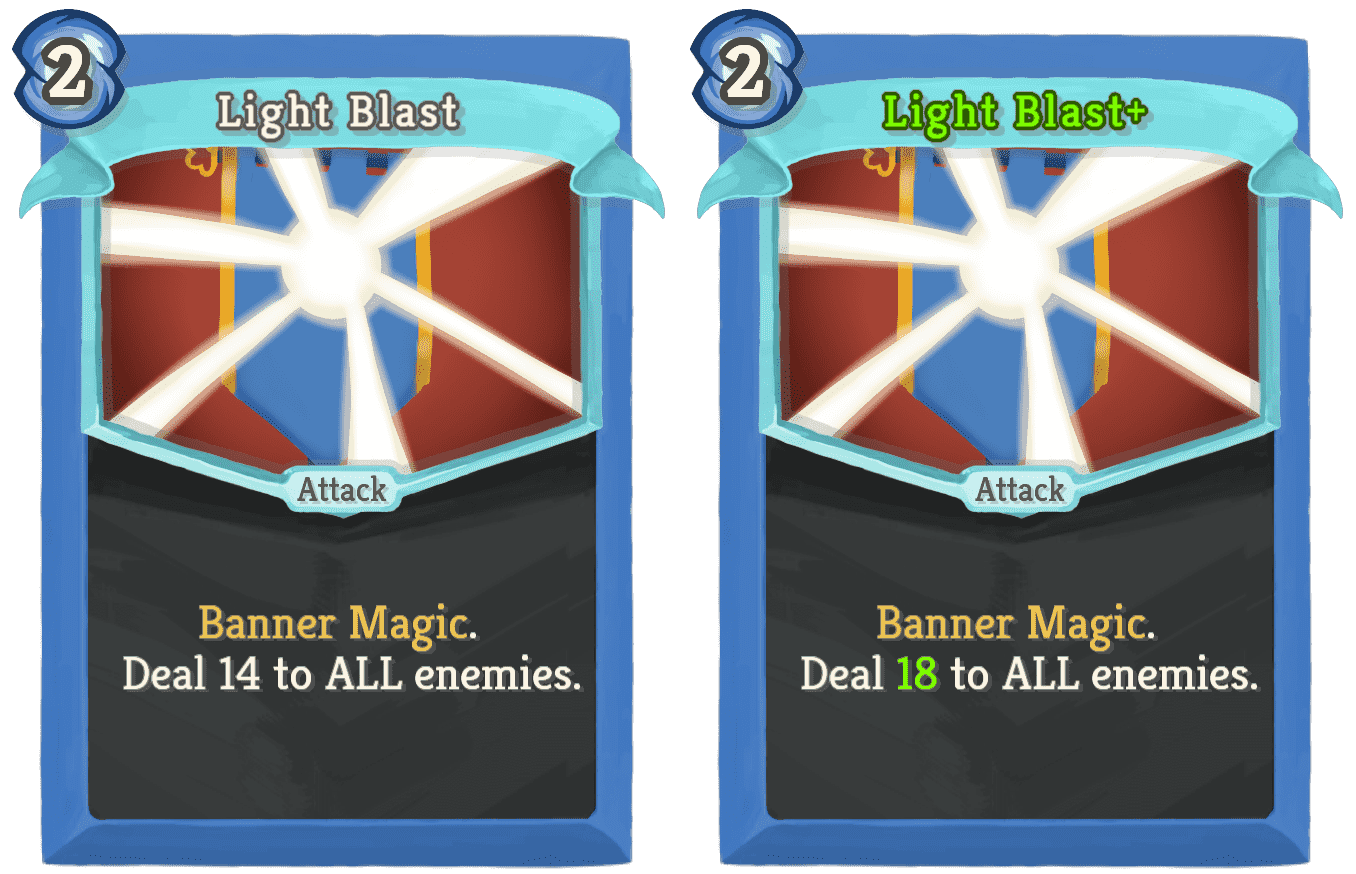 2
Light Blast
Attack
Banner Magic.
Deal 14 to ALL enemies.
2
Light Blast+
Attack
Banner Magic.
Deal 18 to ALL enemies.